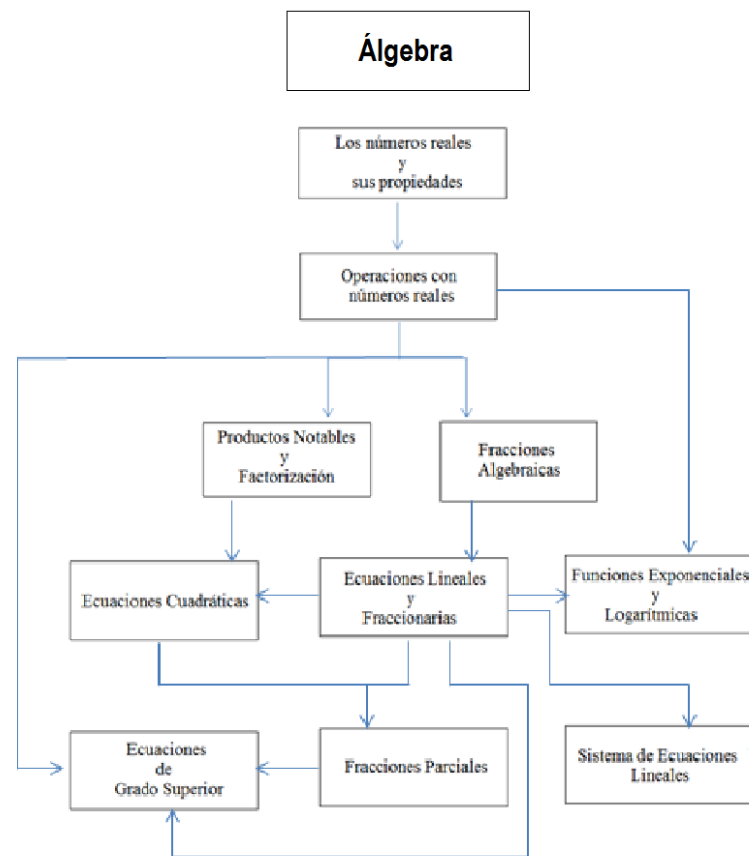 Álgebra
Los números reales
y
sus propiedades
Operaciones con
números reales
Productos Notables
y
Factorización
Fracciones
Algebraicas
Ecuaciones Cuadráticas
Ecuaciones Lineales
y
Fraccionarias
Funciones Exponenciales
y
Logarítmicas
Ecuaciones
de
Grado Superior
Fracciones Parciales
Sistema de Ecuaciones
Lineales